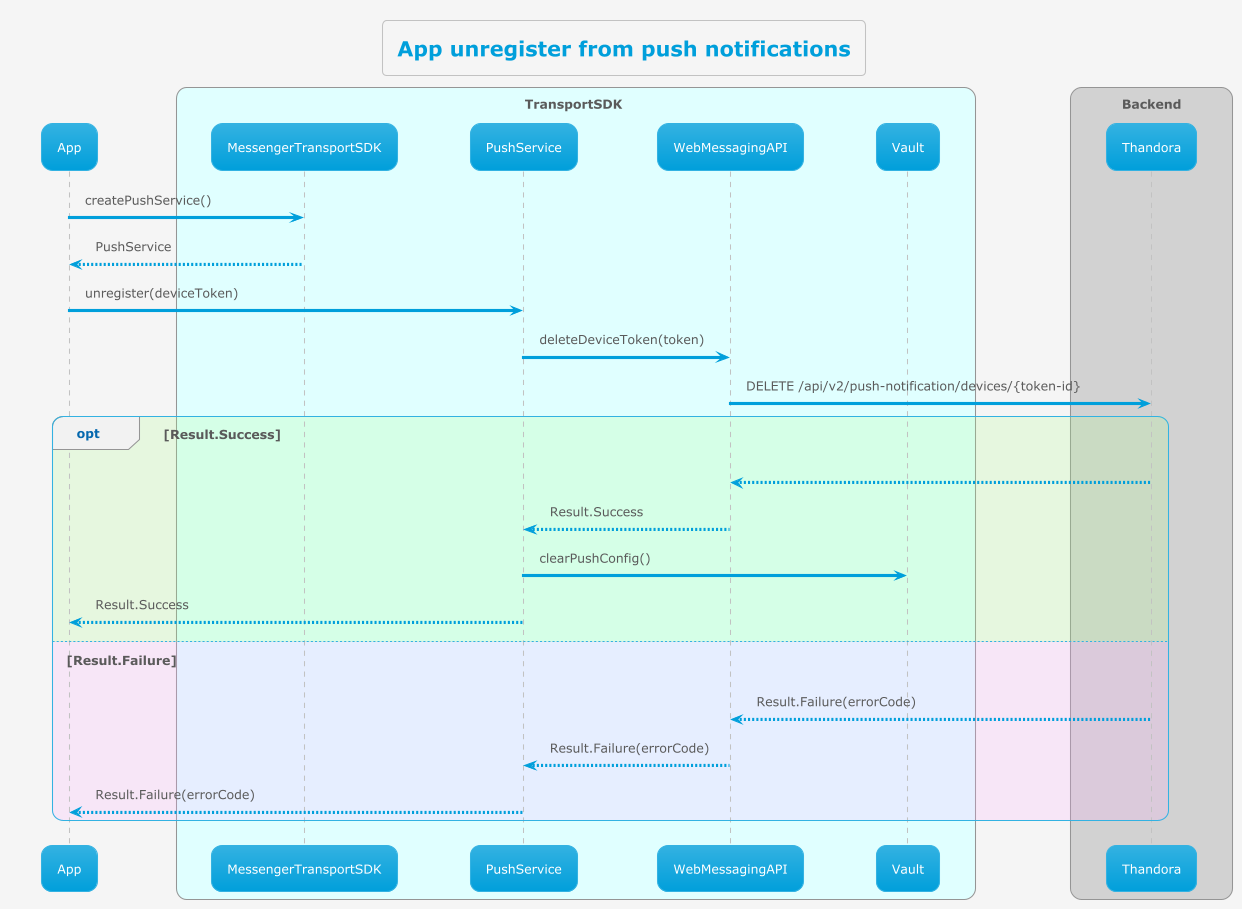 App unregister from push notifications
TransportSDK
Backend
App
MessengerTransportSDK
PushService
WebMessagingAPI
Vault
Thandora
createPushService()
PushService
unregister(deviceToken)
deleteDeviceToken(token)
DELETE /api/v2/push-notification/devices/{token-id}
opt
[Result.Success]
Result.Success
clearPushConfig()
Result.Success
[Result.Failure]
Result.Failure(errorCode)
Result.Failure(errorCode)
Result.Failure(errorCode)
App
MessengerTransportSDK
PushService
WebMessagingAPI
Vault
Thandora